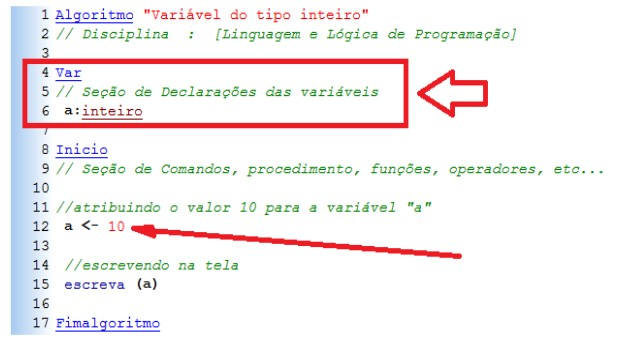 1 Algoritmo "Variável do tipo inteiro"
2 // Disciplina : [Linguagem e Lógica de Programação]
3
4 Var
5 // Seção de Declarações das variáveis
6 a:inteiro
7
8 Inicio
9 // Seção de Comandos, procedimento, funções, operadores, etc...
10
11 //atribuindo o valor 10 para a variável "a"
12 a <- 10
13
14 //escrevendo na tela
15 escreva (a)
16
17 Fimalgoritmo